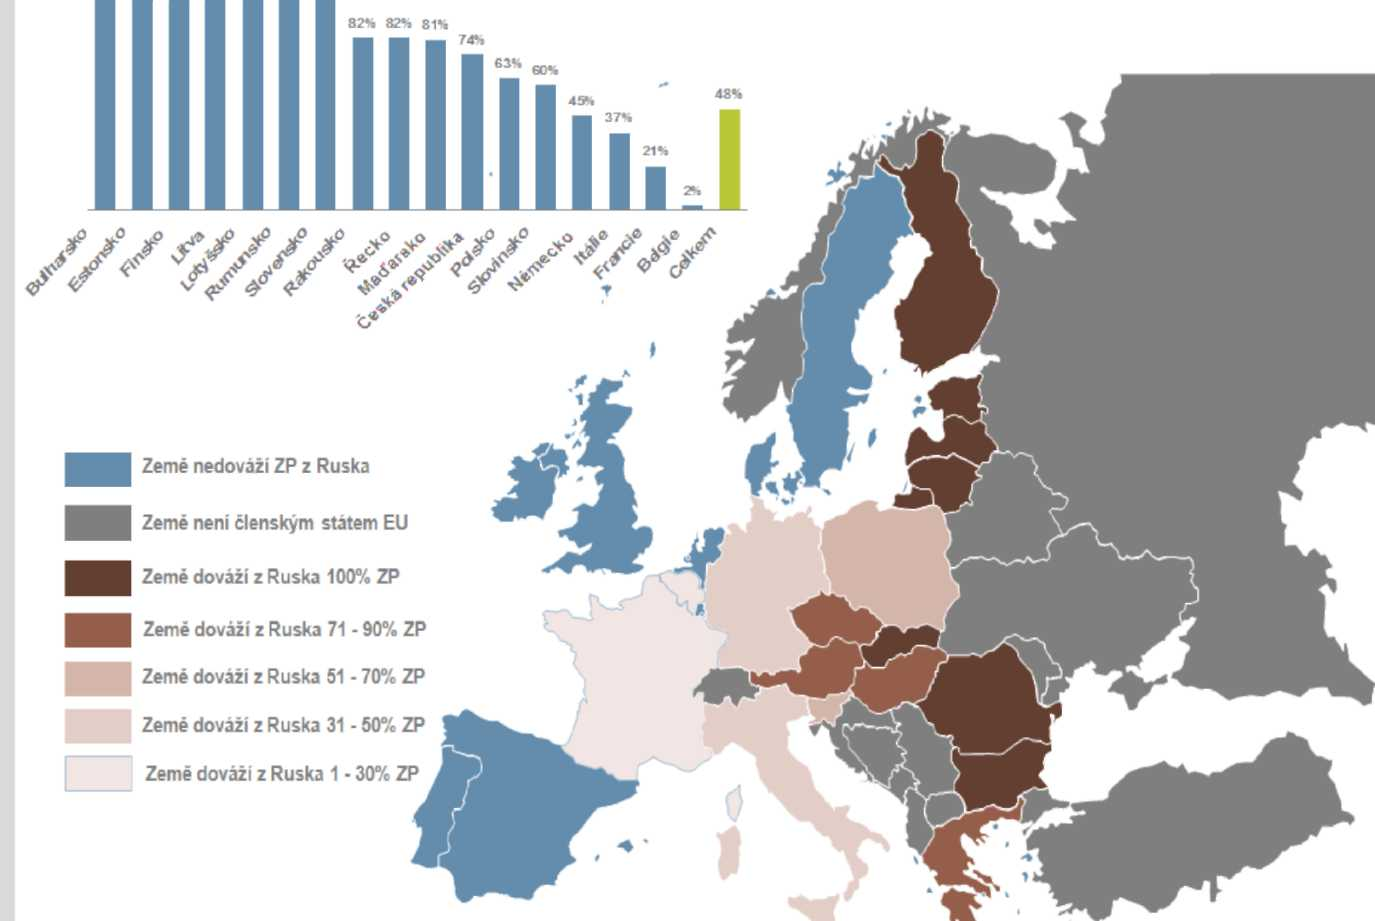 82%
82%
81%
74%
63%
60%
45%
37%
21%
2%
48%
Bulharsko
Estonsko
Finsko
Litva
Lotyšsko
Rumunsko
Slovensko
Rakousko
Řecko
Maďarsko
Česká republika
Polsko
Slovinsko
Německo
Itálie
Francie
Belgie
Celkem
Země nedováží ZP z Ruska
Země není členským státem EU
Země dováží z Ruska 100% ZP
Země dováží z Ruska 71 - 90% ZP
Země dováží z Ruska 51 - 70% ZP
Země dováží z Ruska 31 - 50% ZP
Země dováží z Ruska 1 - 30% ZP